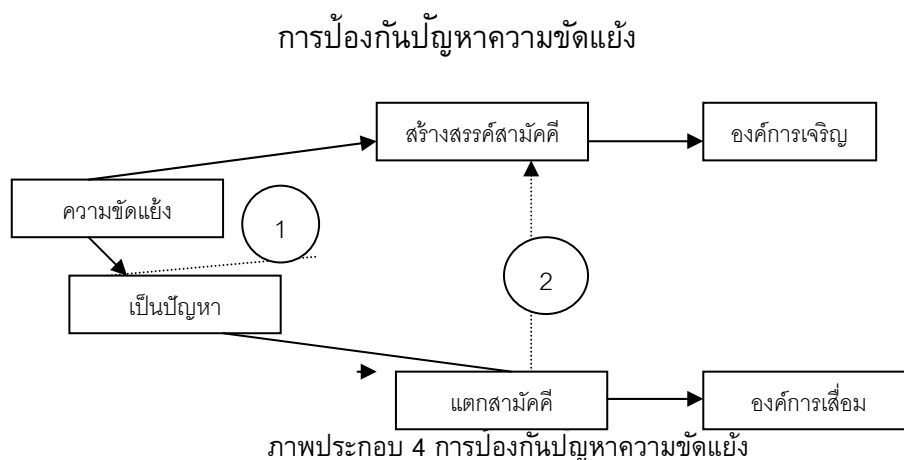 การป้องกันปัญหาความขัดแย้ง
สร้างสรรค์สามัคคี
องค์การเจริญ
ความขัดแย้ง
1
เป็นปัญหา
2
แตกสามัคคี
องค์การเสื่อม
ภาพประกอบ 4 การป้องกันปัญหาความขัดแย้ง